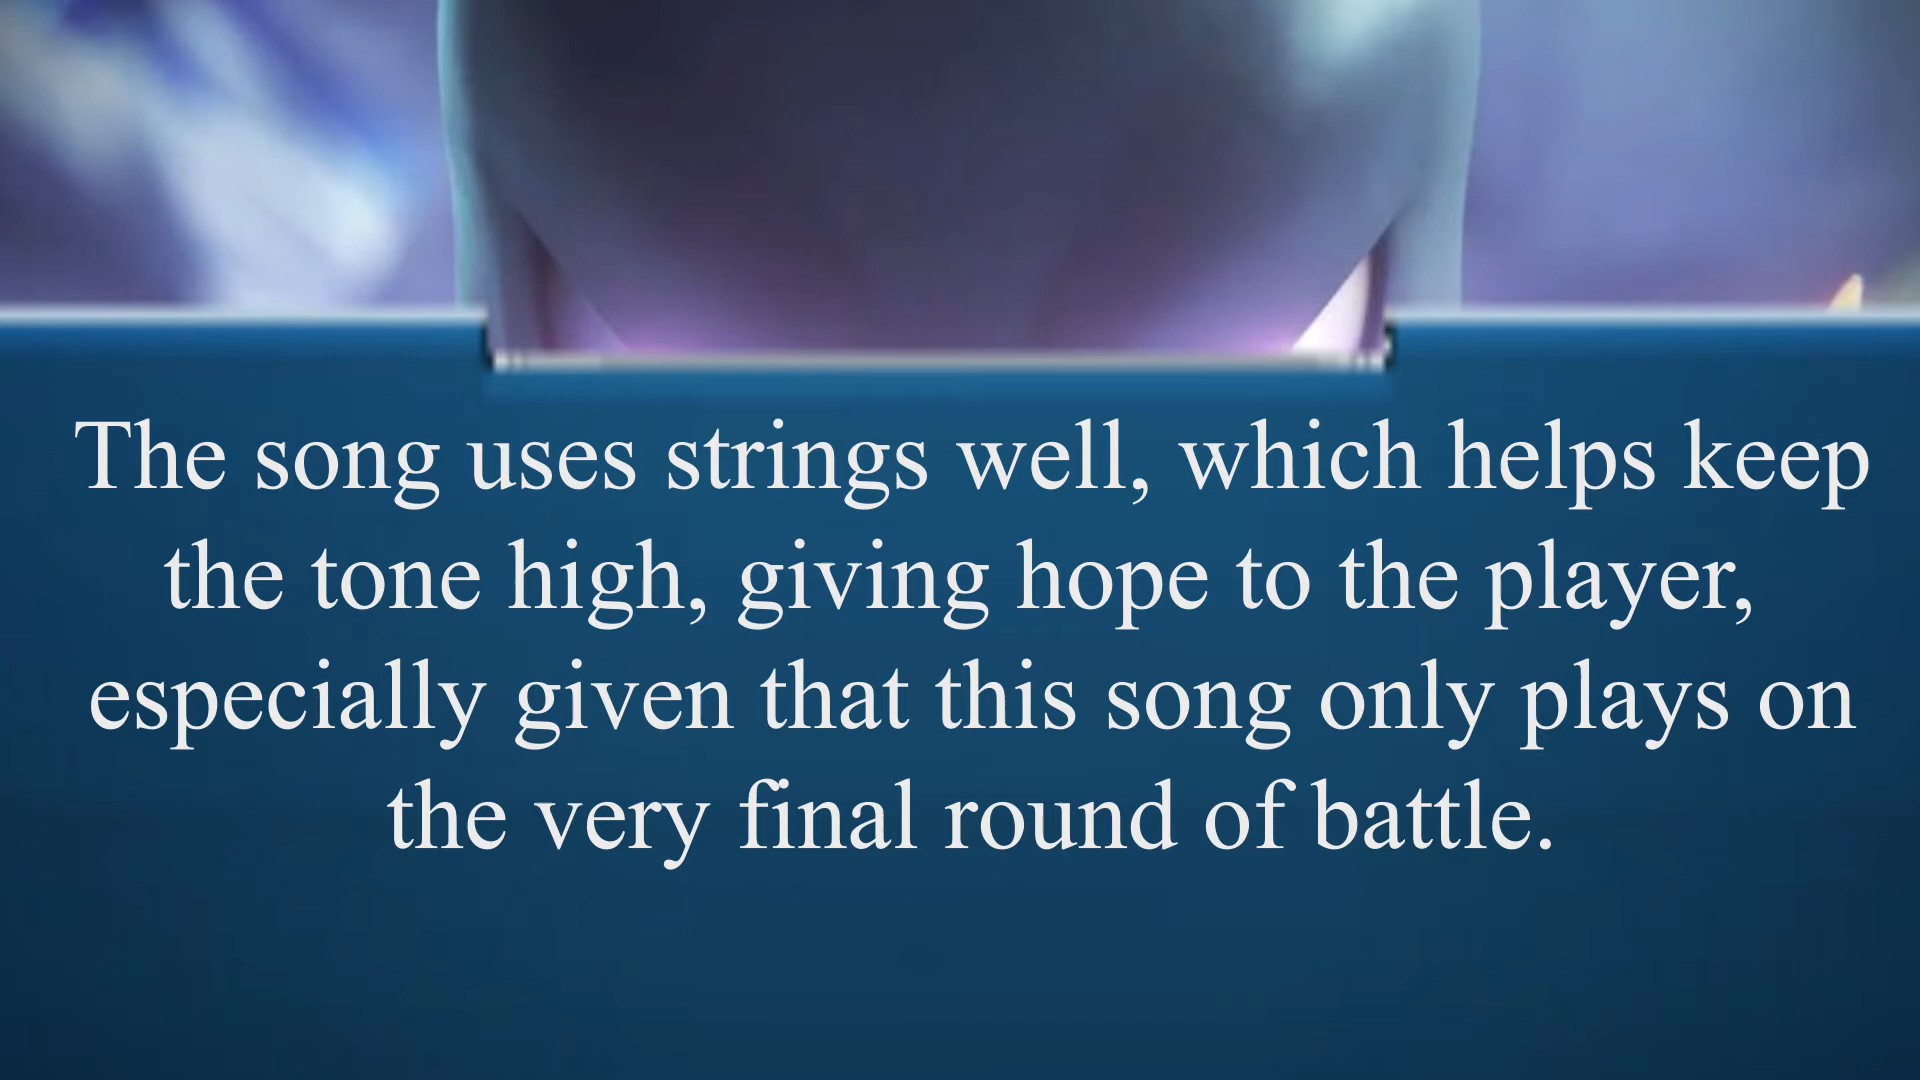 The song uses strings well, which helps keep
the tone high, giving hope to the player,
especially given that this song only plays on
the very final round of battle.